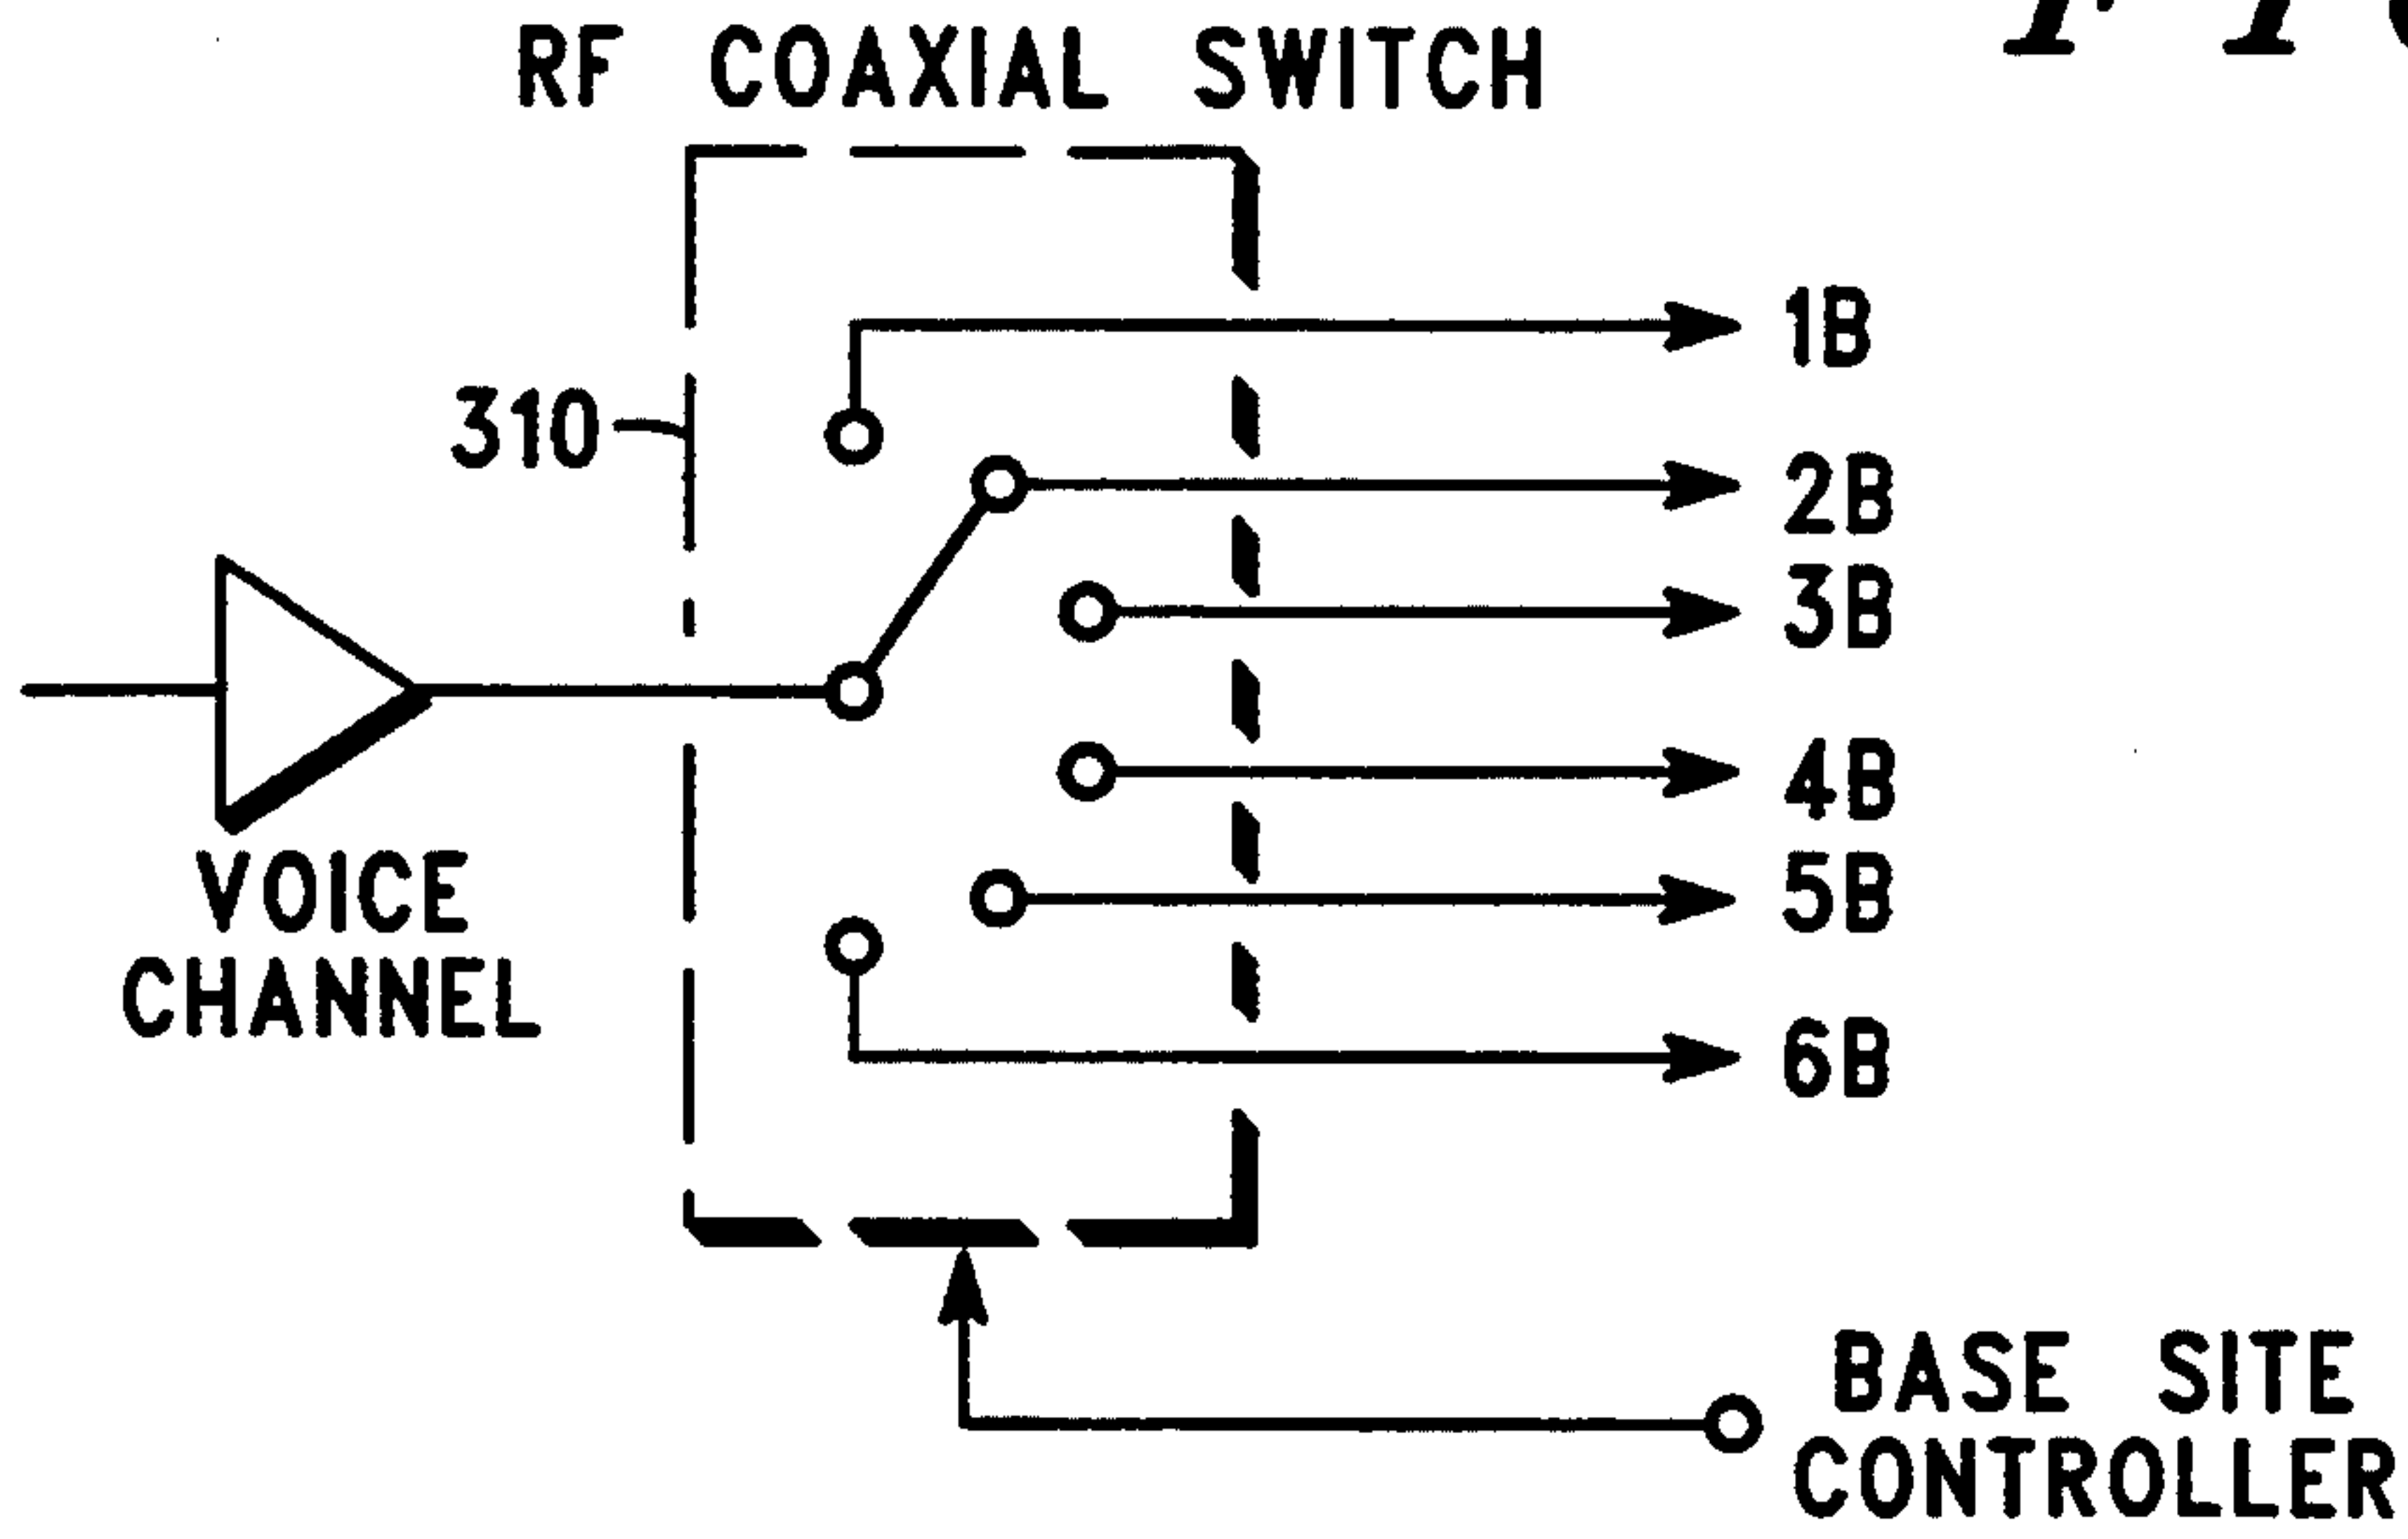 RF COAXIAL SWITCH
310
1B
2B
3B
4B
5B
6B
VOICE
CHANNEL
BASE SITE
CONTROLLER